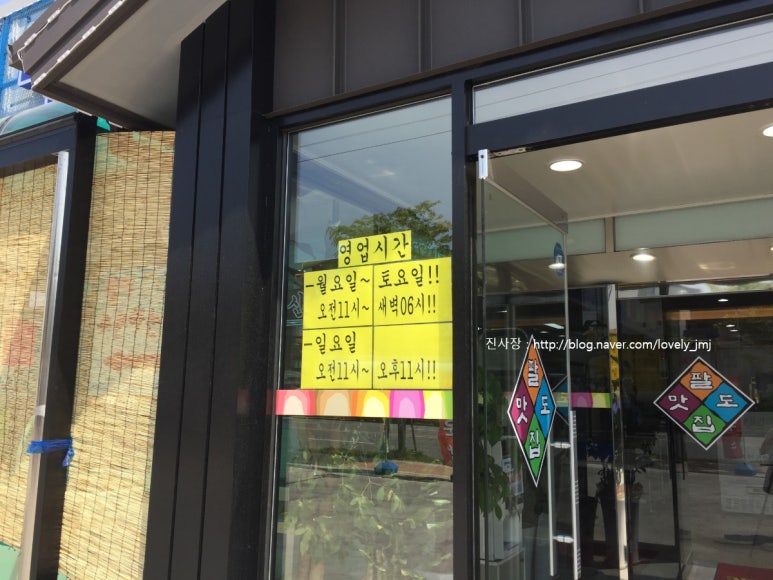 영업시간
-월요일~ 토요일!!
오전11시~ 새벽06시!!
-일요일
오전11시~ 오후11시!!
진사장 : http://blog.naver.com/lovely_jmj
팔도맛집
팔도맛집